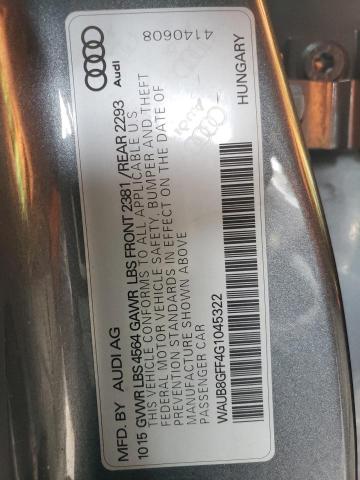 MFD. BY AUDI AG
1015 GVWR LBS 4564 GAWR LBS FRONT 2381 / REAR 2293
THIS VEHICLE CONFORMS TO ALL APPLICABLE U.S.
FEDERAL MOTOR VEHICLE SAFETY, BUMPER AND THEFT
PREVENTION STANDARDS IN EFFECT ON THE DATE OF
MANUFACTURE SHOWN ABOVE
PASSENGER CAR
WAUB8GFF4G1045322
HUNGARY
Audi
4140608
Audi